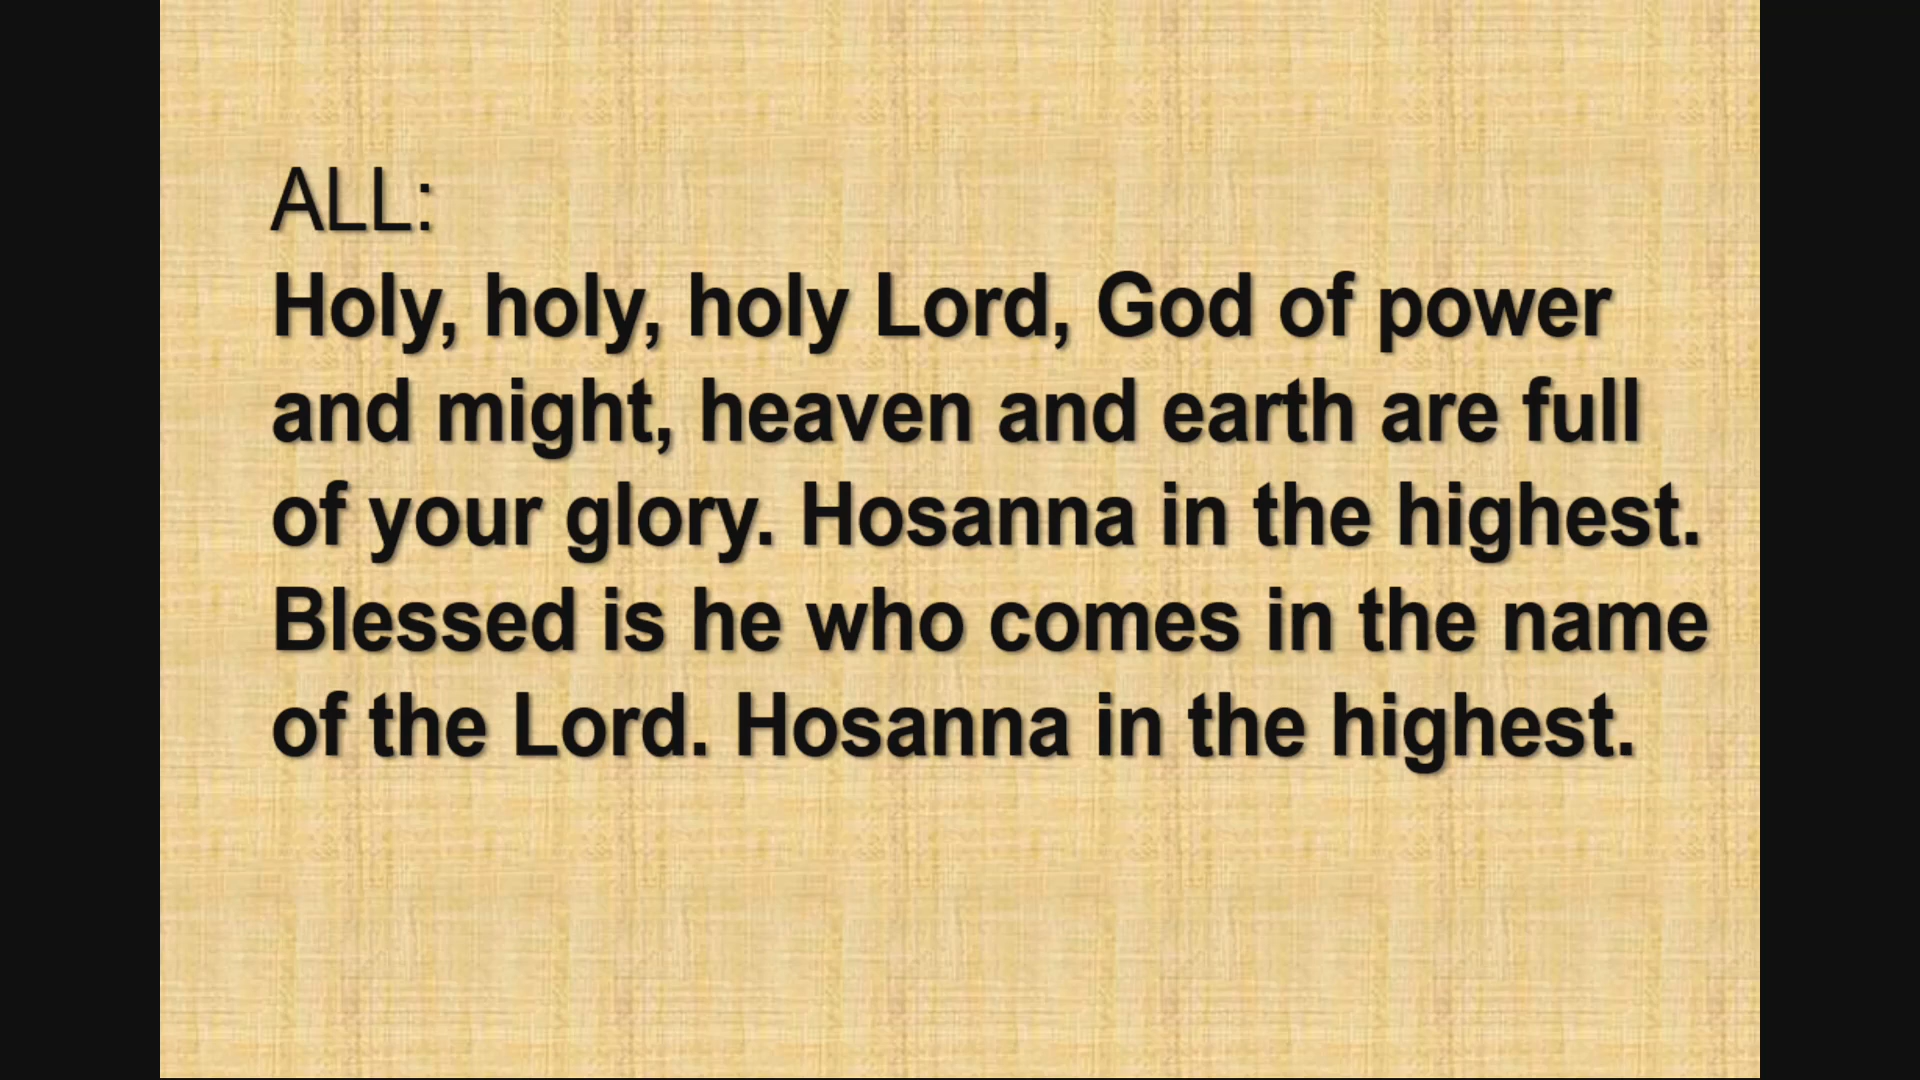 ALL:
Holy, holy, holy Lord, God of power
and might, heaven and earth are full
of your glory. Hosanna in the highest.
Blessed is he who comes in the name
of the Lord. Hosanna in the highest.